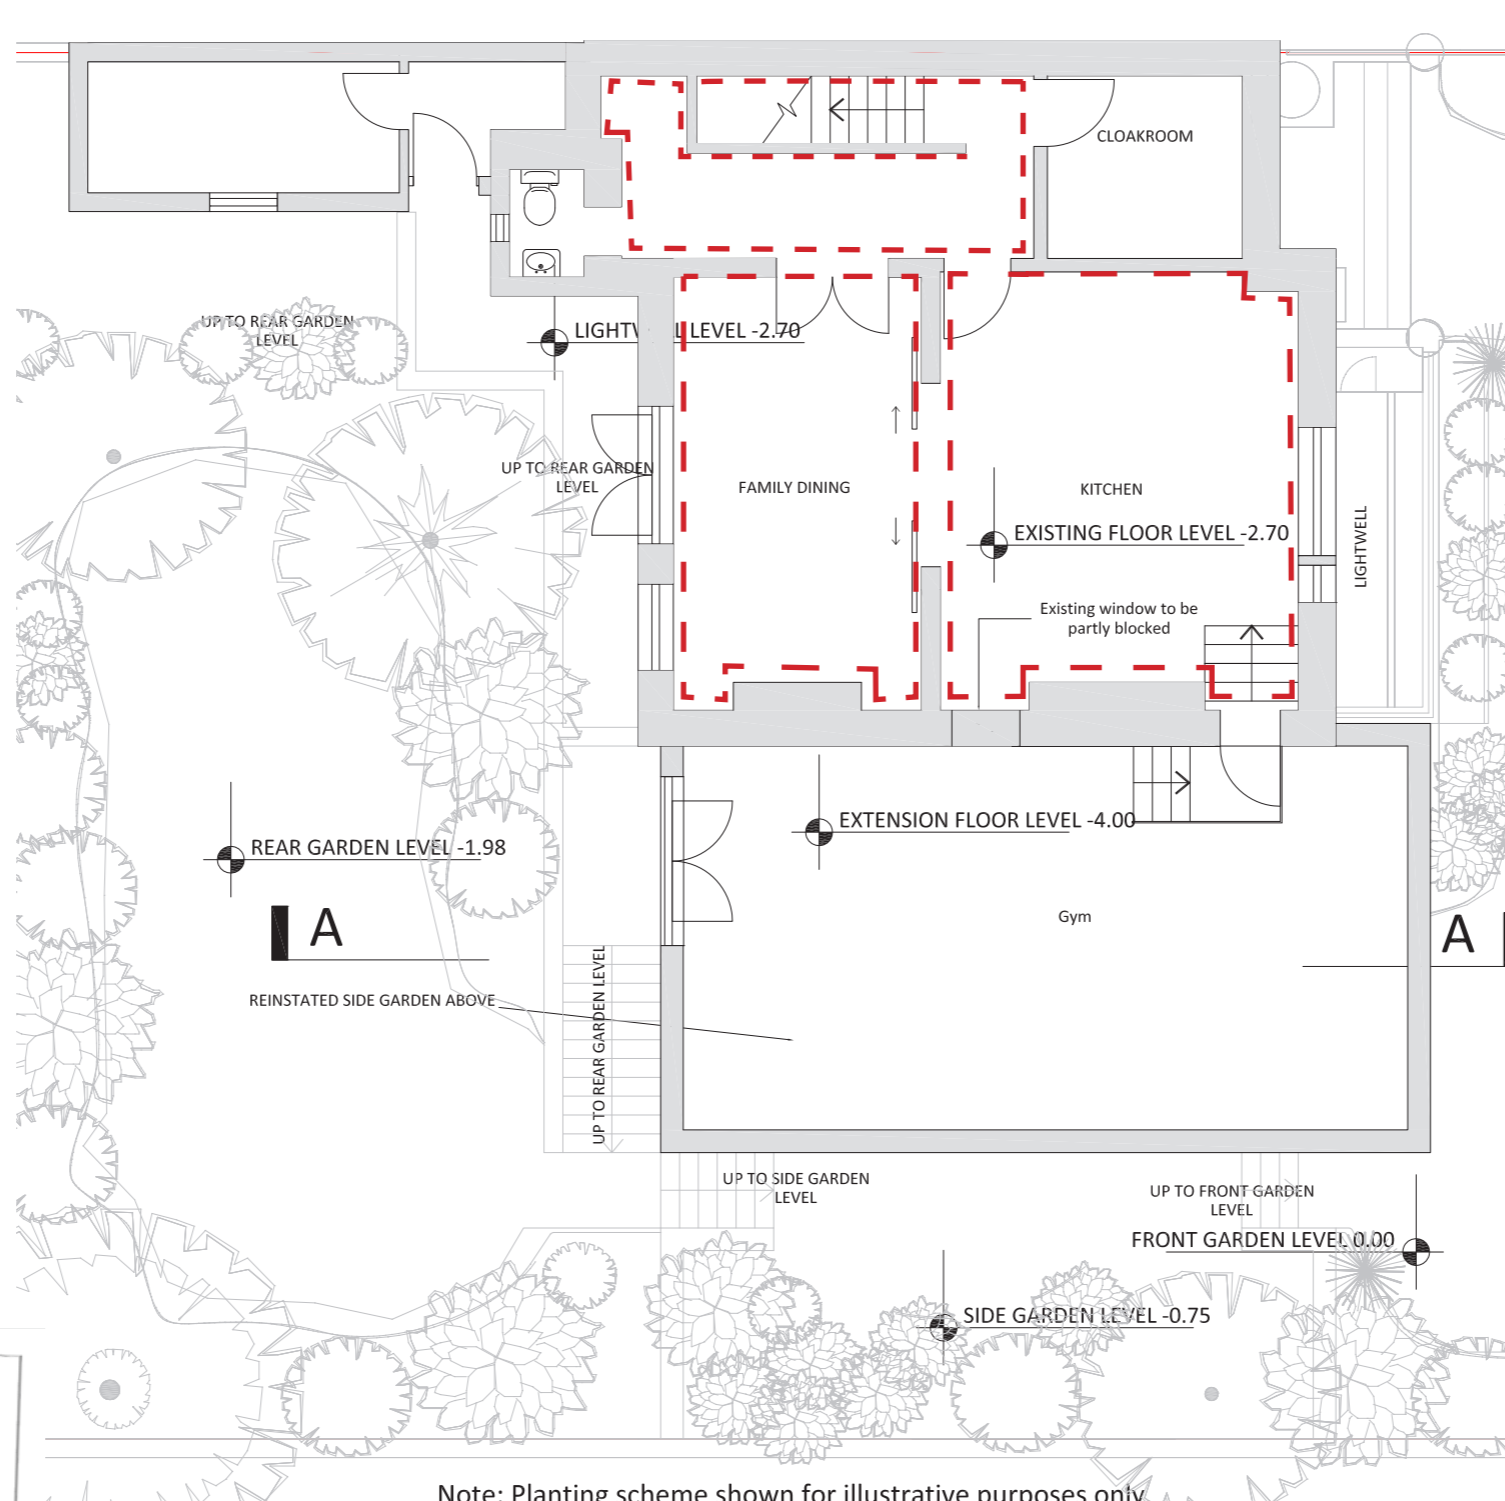 CLOAKROOM
UP TO REAR GARDEN
LEVEL
LIGHTWELL LEVEL -2.70
UP TO REAR GARDEN
LEVEL
FAMILY DINING
KITCHEN
EXISTING FLOOR LEVEL -2.70
LIGHTWELL
Existing window to be
partly blocked
EXTENSION FLOOR LEVEL -4.00
REAR GARDEN LEVEL -1.98
A
Gym
A
REINSTATED SIDE GARDEN ABOVE
UP TO REAR GARDEN LEVEL
UP TO SIDE GARDEN
LEVEL
UP TO FRONT GARDEN
LEVEL
FRONT GARDEN LEVEL 0.00
SIDE GARDEN LEVEL -0.75
Note: Planting scheme shown for illustrative purposes only